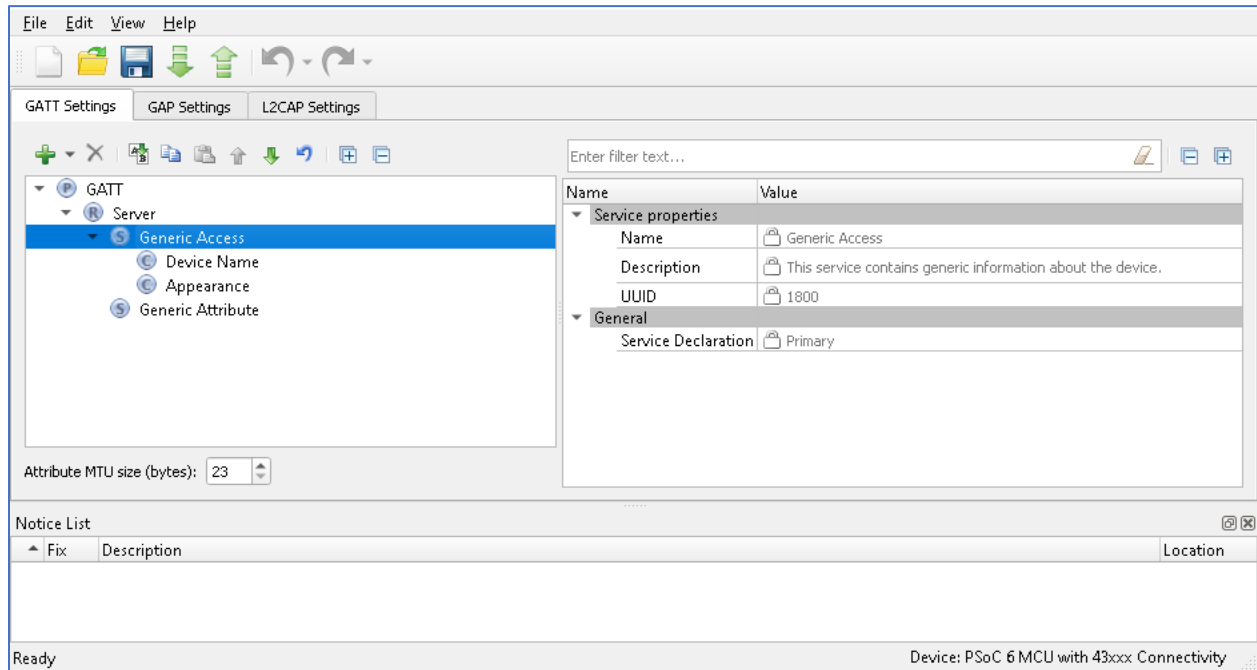 File Edit View Help
GATT Settings GAP Settings L2CAP Settings
Enter filter text...
P GATT
R Server
S Generic Access
C Device Name
C Appearance
S Generic Attribute
Attribute MTU size (bytes): 23
Name Value
Service properties
Name Generic Access
Description This service contains generic information about the device.
UUID 1800
General
Service Declaration Primary
Notice List
Fix Description Location
Ready Device: PSoC 6 MCU with 43xxx Connectivity